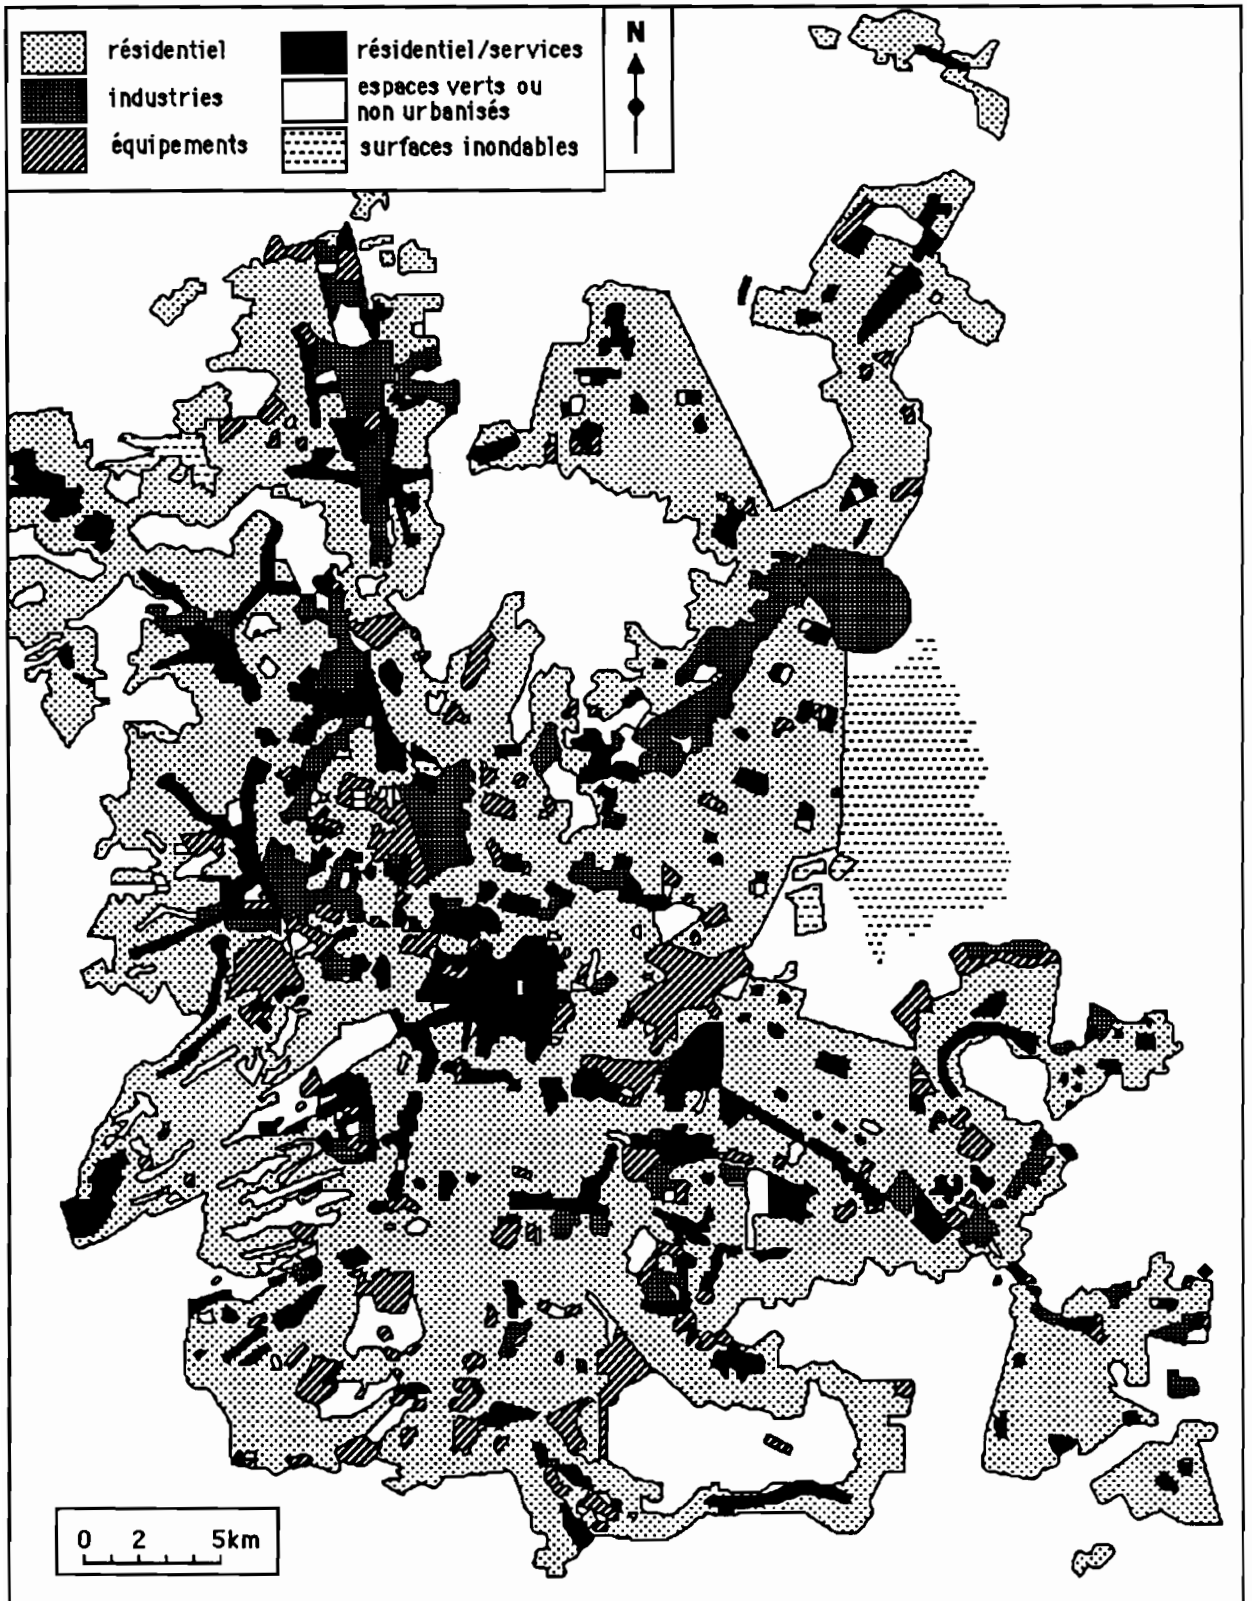 résidentiel
industries
équipements
résidentiel/services
espaces verts ou
non urbanisés
surfaces inondables
N
0 2 5km